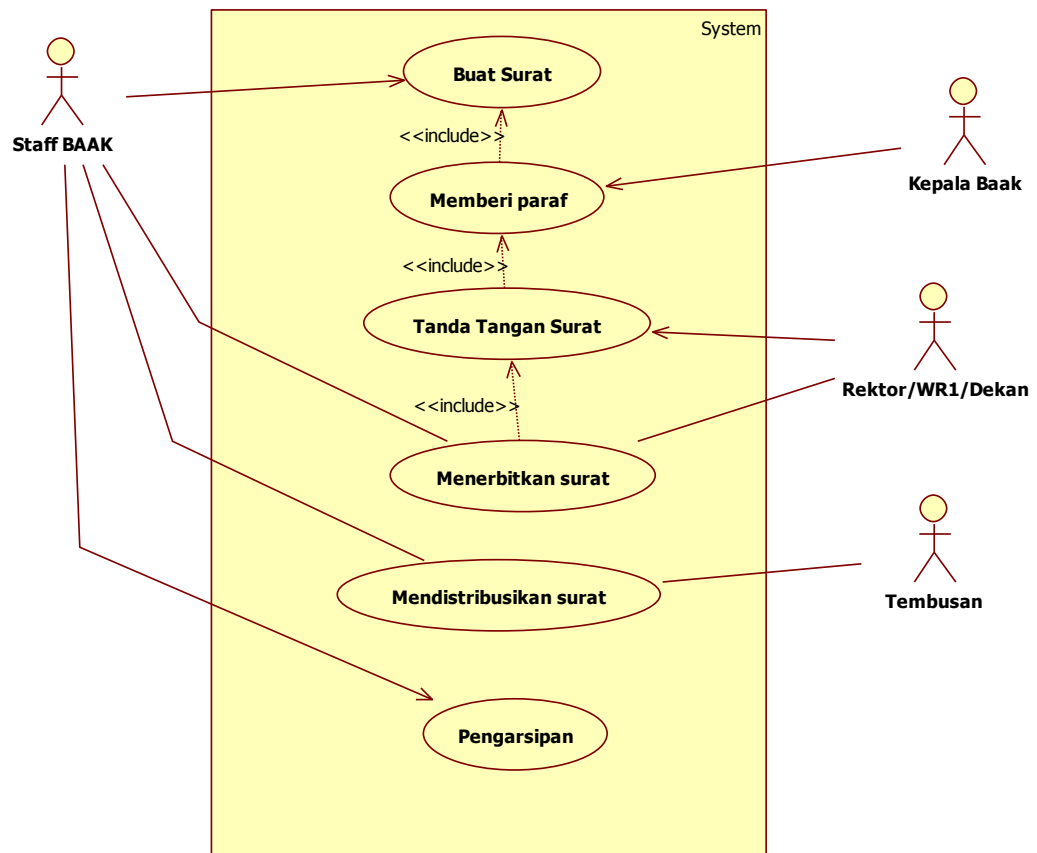 System
Buat Surat
Staff BAAK
<<include>>
Kepala Baak
Memberi paraf
<<include>>
Tanda Tangan Surat
Rektor/WR1/Dekan
<<include>>
Menerbitkan surat
Mendistribusikan surat
Tembusan
Pengarsipan